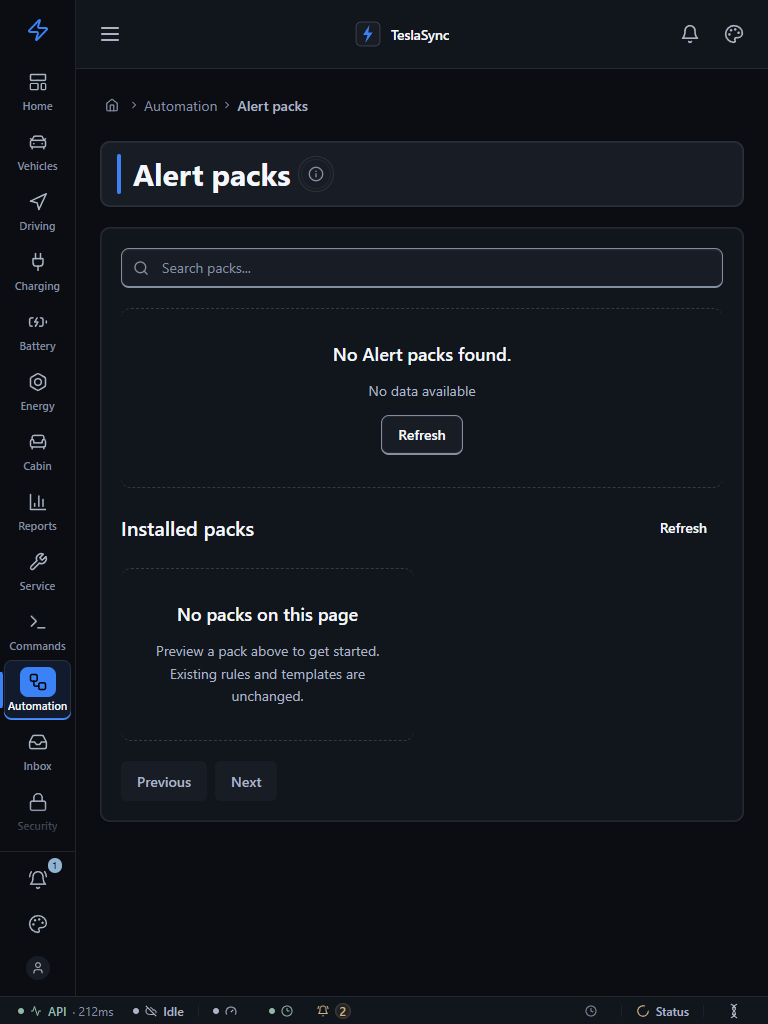 TeslaSync
Home
Vehicles
Driving
Charging
Battery
Energy
Cabin
Reports
Service
Commands
Automation
Inbox
Security
1
Automation
Alert packs
Alert packs
Search packs...
No Alert packs found.
No data available
Refresh
Installed packs
Refresh
No packs on this page
Preview a pack above to get started.
Existing rules and templates are
unchanged.
Previous
Next
API · 212ms
Idle
2
Status